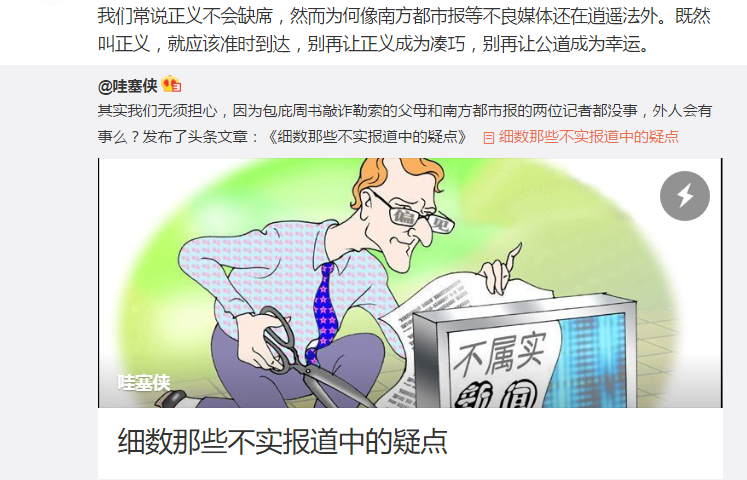 我们常说正义不会缺席，然而为何像南方都市报等不良媒体还在逍遥法外。既然
叫正义，就应该准时到达，别再让正义成为凑巧，别再让公道成为幸运。
@哇塞侠
其实我们无须担心，因为包庇周书敲诈勒索的父母和南方都市报的两位记者都没事，外人会有
事么？发布了头条文章：《细数那些不实报道中的疑点》 细数那些不实报道中的疑点
偏见
不属实
新闻
哇塞侠
细数那些不实报道中的疑点